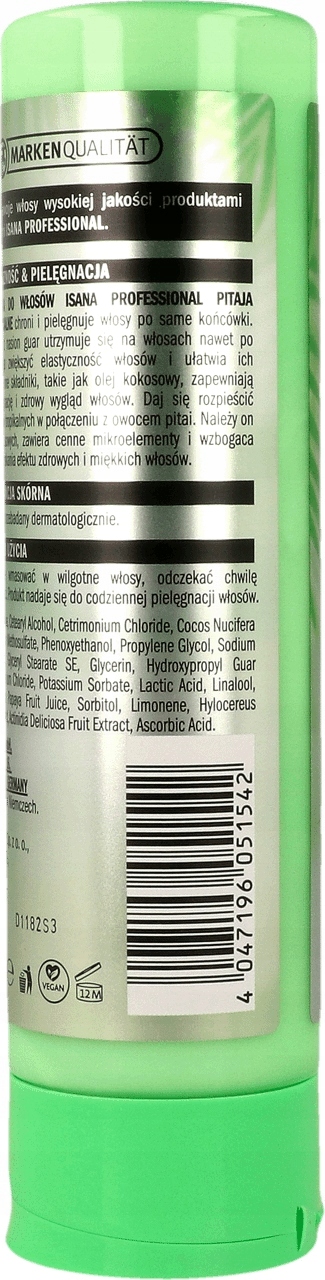 MARKENQUALITÄT
włosy wysokiej jakości produktami
ISANA PROFESSIONAL.
& PIELĘGNACJA
DO WŁOSÓW ISANA PROFESSIONAL PITAJA
chroni i pielęgnuje włosy po same końcówki.
nasion guar utrzymuje się na włosach nawet po
zwiększyć elastyczność włosów i ułatwia ich
składniki, takie jak olej kokosowy, zapewniają
i zdrowy wygląd włosów. Daj się rozpieścić
w połączeniu z owocem pitai. Należy on
zawiera cenne mikroelementy i wzbogaca
efektu zdrowych i miękkich włosów.
SKÓRNA
dermatologicznie.
wmasować w wilgotne włosy, odczekać chwilę
Produkt nadaje się do codziennej pielęgnacji włosów.
Cetearyl Alcohol, Cetrimonium Chloride, Cocos Nucifera
Phenoxyethanol, Propylene Glycol, Sodium
Stearate SE, Glycerin, Hydroxypropyl Guar
Chloride, Potassium Sorbate, Lactic Acid, Linalool,
Papaya Fruit Juice, Sorbitol, Limonene, Hylocereus
Actinidia Deliciosa Fruit Extract, Ascorbic Acid.
GERMANY
Niemczech.
o.o.,
D1182S3
VEGAN
12M
4 047196 051542